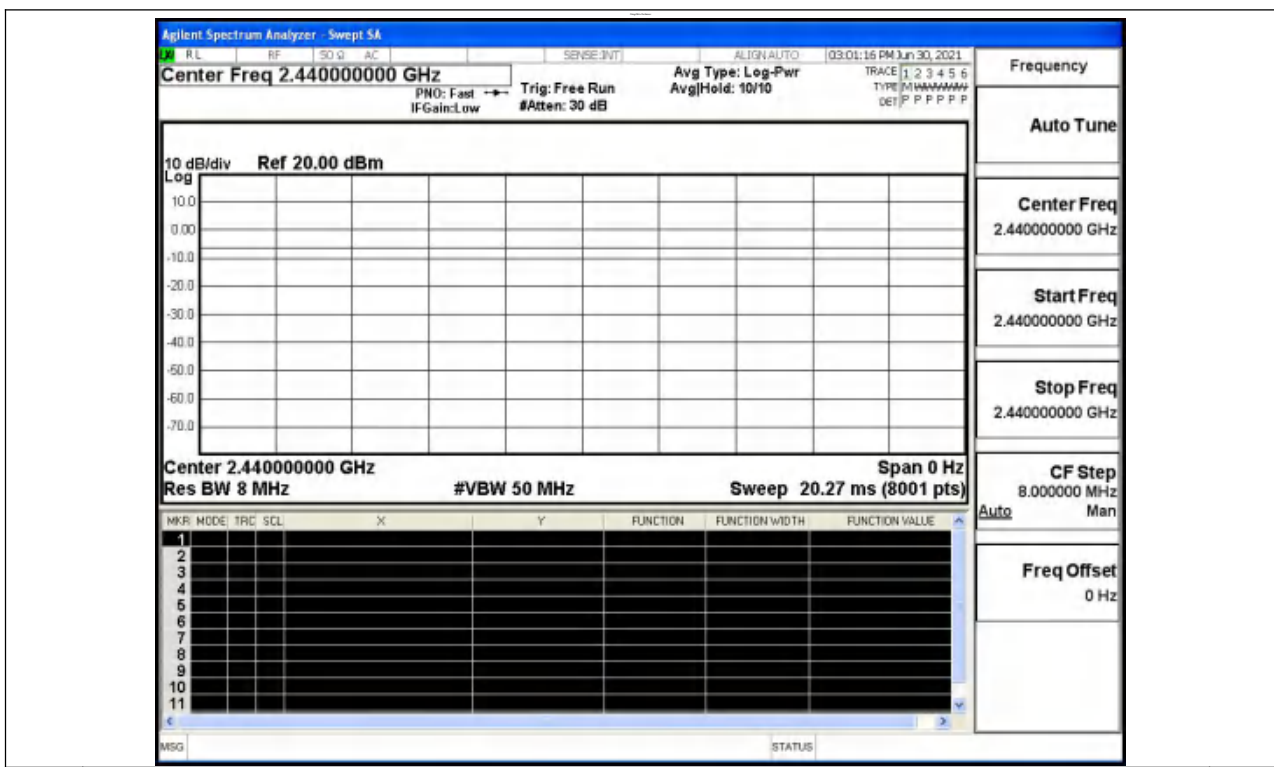 Agilent Spectrum Analyzer - Swept SA
RL RF 50 Ω AC SENSE:INT ALIGN AUTO 03:01:16 PM Jun 30, 2021
Center Freq 2.440000000 GHz
PNO: Fast
IFGain:Low
Trig: Free Run
#Atten: 30 dB
Avg Type: Log-Pwr
Avg|Hold: 10/10
TRACE 1 2 3 4 5 6
TYPE M W W W W W
DET P P P P P P
10 dB/div Ref 20.00 dBm
Log
10.0
0.00
-10.0
-20.0
-30.0
-40.0
-50.0
-60.0
-70.0
Center 2.440000000 GHz Span 0 Hz
Res BW 8 MHz #VBW 50 MHz Sweep 20.27 ms (8001 pts)
MKR MODE TRC SCL X Y FUNCTION FUNCTION WIDTH FUNCTION VALUE
1
2
3
4
5
6
7
8
9
10
11
MSG STATUS
Frequency
Auto Tune
Center Freq
2.440000000 GHz
Start Freq
2.440000000 GHz
Stop Freq
2.440000000 GHz
CF Step
8.000000 MHz
Auto Man
Freq Offset
0 Hz